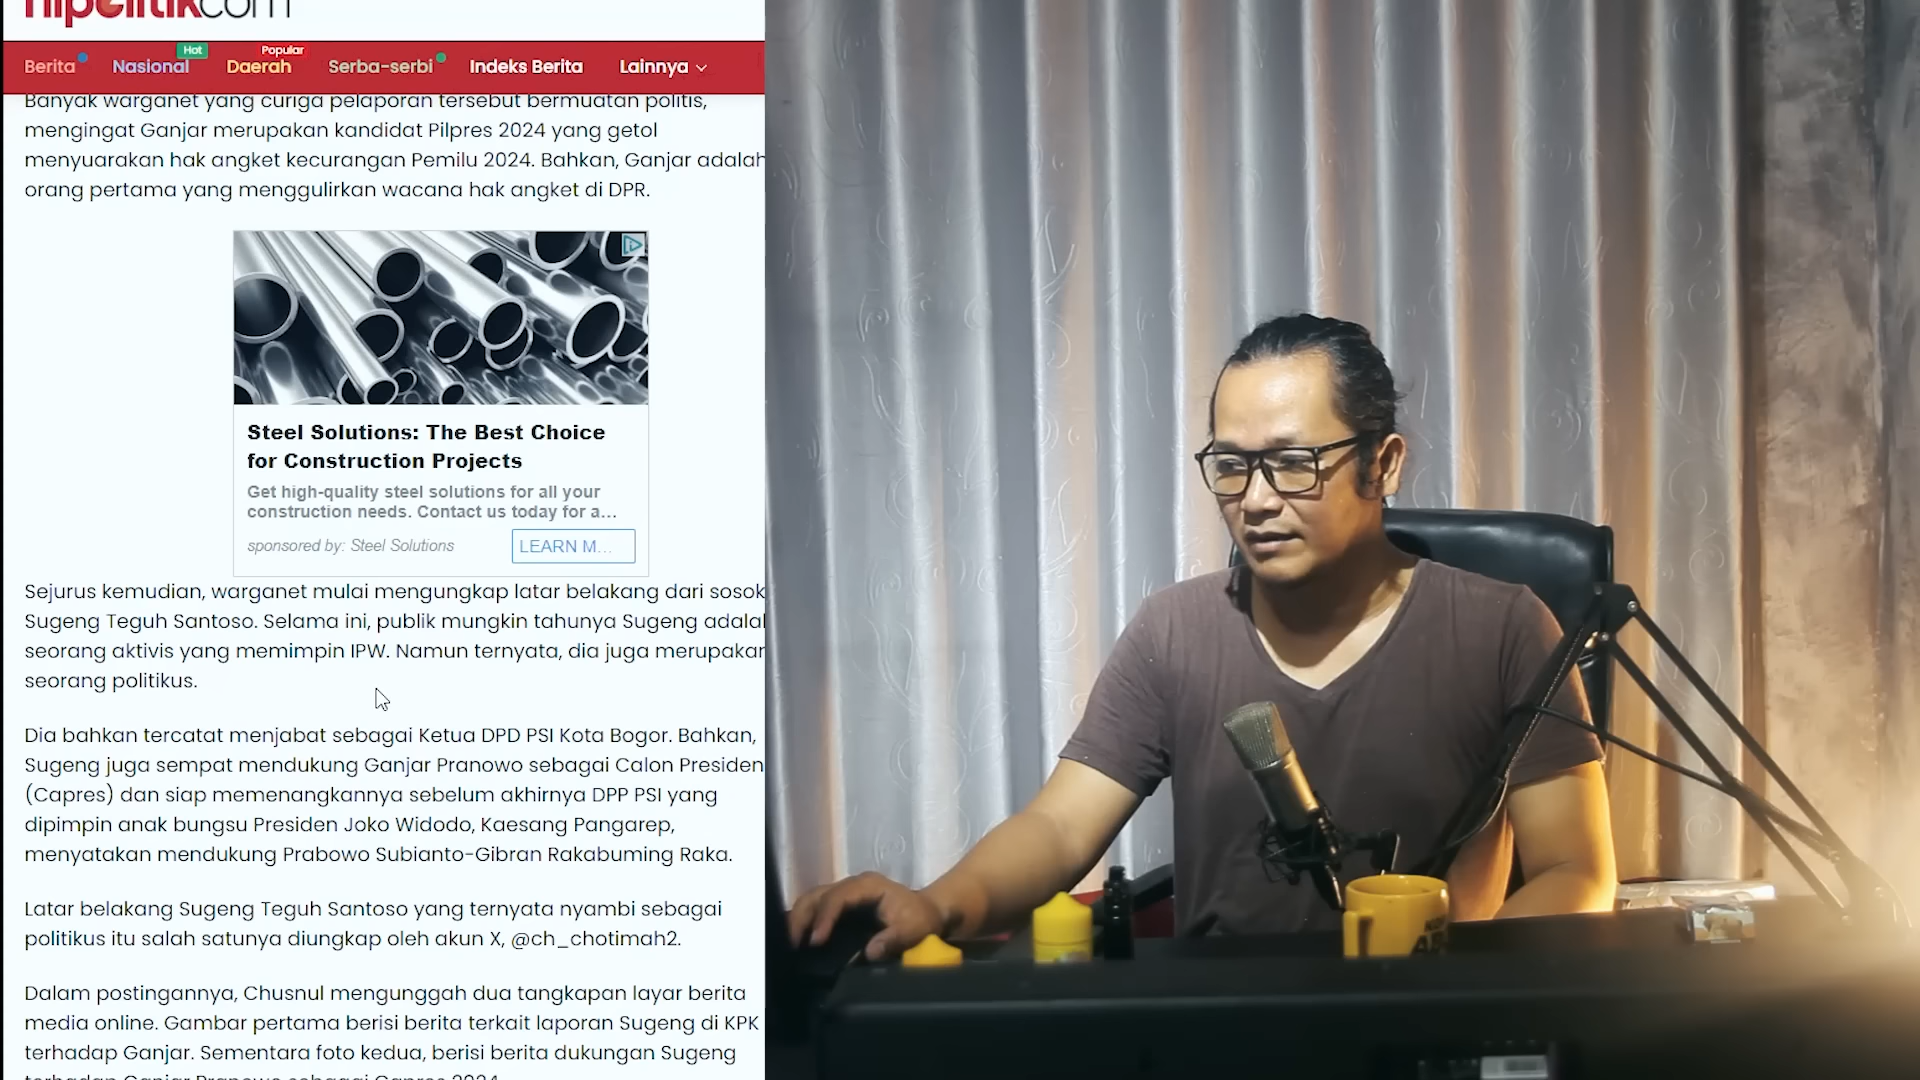 nipolitikcom
Hot
Popular
Berita Nasional Daerah Serba-serbi Indeks Berita Lainnya
Banyak warganet yang curiga pelaporan tersebut bermuatan politis,
mengingat Ganjar merupakan kandidat Pilpres 2024 yang getol
menyuarakan hak angket kecurangan Pemilu 2024. Bahkan, Ganjar adalah
orang pertama yang menggulirkan wacana hak angket di DPR.
Steel Solutions: The Best Choice
for Construction Projects
Get high-quality steel solutions for all your
construction needs. Contact us today for a...
sponsored by: Steel Solutions
LEARN M...
Sejurus kemudian, warganet mulai mengungkap latar belakang dari sosok
Sugeng Teguh Santoso. Selama ini, publik mungkin tahunya Sugeng adalal
seorang aktivis yang memimpin IPW. Namun ternyata, dia juga merupakan
seorang politikus.
Dia bahkan tercatat menjabat sebagai Ketua DPD PSI Kota Bogor. Bahkan,
Sugeng juga sempat mendukung Ganjar Pranowo sebagai Calon Presiden
(Capres) dan siap memenangkannya sebelum akhirnya DPP PSI yang
dipimpin anak bungsu Presiden Joko Widodo, Kaesang Pangarep,
menyatakan mendukung Prabowo Subianto-Gibran Rakabuming Raka.
Latar belakang Sugeng Teguh Santoso yang ternyata nyambi sebagai
politikus itu salah satunya diungkap oleh akun X, @ch_chotimah2.
Dalam postingannya, Chusnul mengunggah dua tangkapan layar berita
media online. Gambar pertama berisi berita terkait laporan Sugeng di KPK
terhadap Ganjar. Sementara foto kedua, berisi berita dukungan Sugeng
terhadap Ganjar Pranowo sebagai Capres 2024